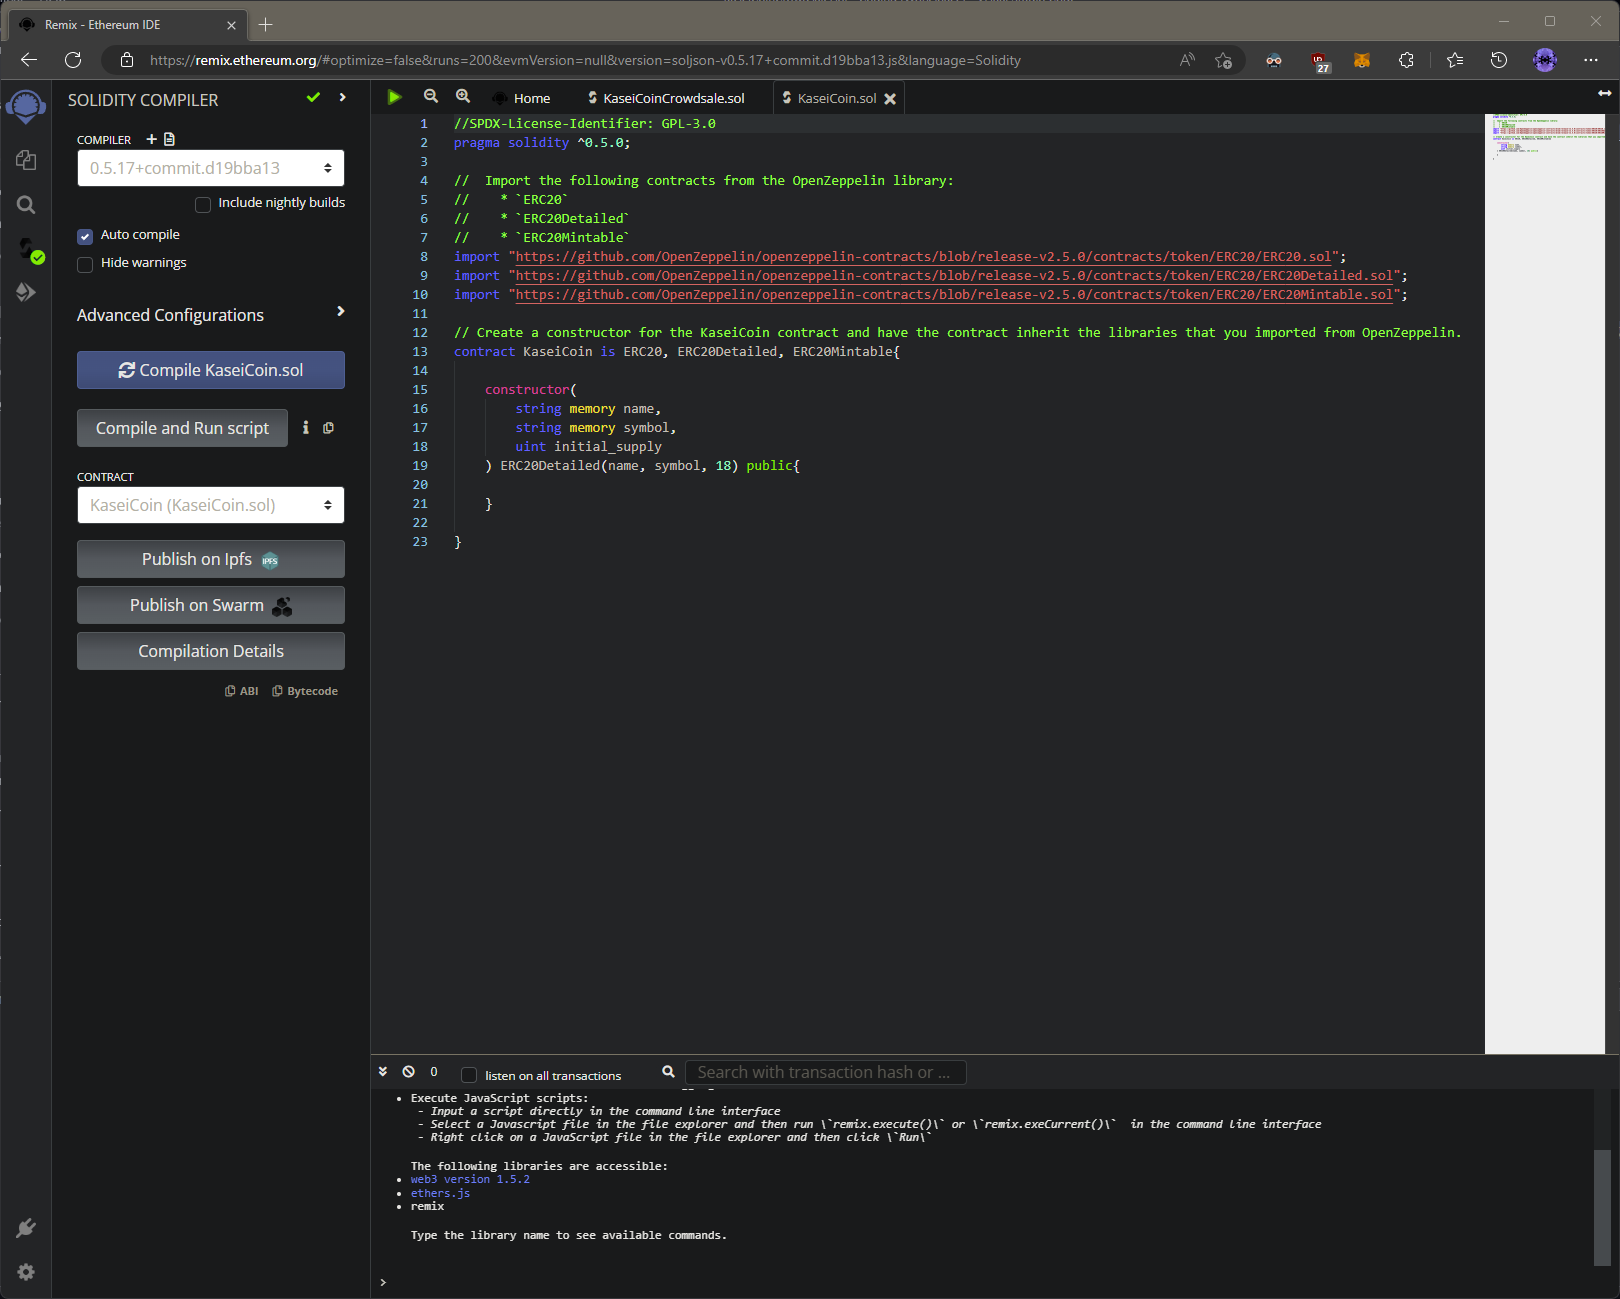 Remix - Ethereum IDE
https://remix.ethereum.org/#optimize=false&runs=200&evmVersion=null&version=soljson-v0.5.17+commit.d19bba13.js&language=Solidity
27
SOLIDITY COMPILER
COMPILER
0.5.17+commit.d19bba13
Include nightly builds
Auto compile
Hide warnings
Advanced Configurations
Compile KaseiCoin.sol
Compile and Run script
CONTRACT
KaseiCoin (KaseiCoin.sol)
Publish on Ipfs IPFS
Publish on Swarm
Compilation Details
ABI Bytecode
Home KaseiCoinCrowdsale.sol KaseiCoin.sol
1 //SPDX-License-Identifier: GPL-3.0
2 pragma solidity ^0.5.0;
3
4 //  Import the following contracts from the OpenZeppelin library:
5 //    * `ERC20`
6 //    * `ERC20Detailed`
7 //    * `ERC20Mintable`
8 import "https://github.com/OpenZeppelin/openzeppelin-contracts/blob/release-v2.5.0/contracts/token/ERC20/ERC20.sol";
9 import "https://github.com/OpenZeppelin/openzeppelin-contracts/blob/release-v2.5.0/contracts/token/ERC20/ERC20Detailed.sol";
10 import "https://github.com/OpenZeppelin/openzeppelin-contracts/blob/release-v2.5.0/contracts/token/ERC20/ERC20Mintable.sol";
11
12 // Create a constructor for the KaseiCoin contract and have the contract inherit the libraries that you imported from OpenZeppelin.
13 contract KaseiCoin is ERC20, ERC20Detailed, ERC20Mintable{
14
15     constructor(
16         string memory name,
17         string memory symbol,
18         uint initial_supply
19     ) ERC20Detailed(name, symbol, 18) public{
20
21     }
22
23 }
0 listen on all transactions Search with transaction hash or ...
• Execute JavaScript scripts:
- Input a script directly in the command line interface
- Select a Javascript file in the file explorer and then run \`remix.execute()\` or \`remix.exeCurrent()\`  in the command line interface
- Right click on a JavaScript file in the file explorer and then click \`Run\`
The following libraries are accessible:
• web3 version 1.5.2
• ethers.js
• remix
Type the library name to see available commands.
>